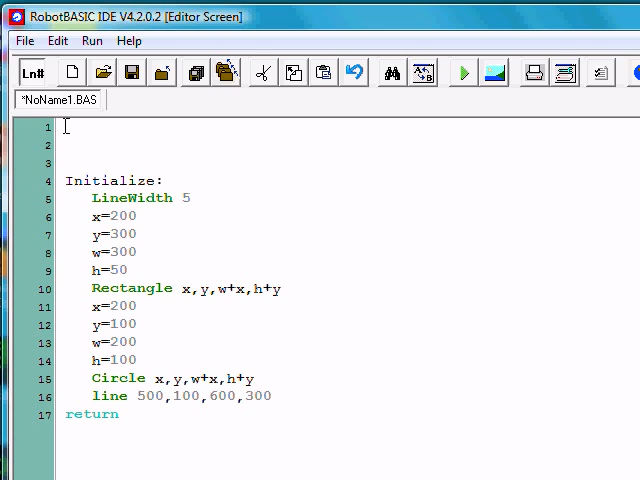 RobotBASIC IDE V4.2.0.2 [Editor Screen]
File Edit Run Help
Ln#
*NoName1.BAS
1
2
3
4 Initialize:
5 LineWidth 5
6 x=200
7 y=300
8 w=300
9 h=50
10 Rectangle x,y,w+x,h+y
11 x=200
12 y=100
13 w=200
14 h=100
15 Circle x,y,w+x,h+y
16 line 500,100,600,300
17 return